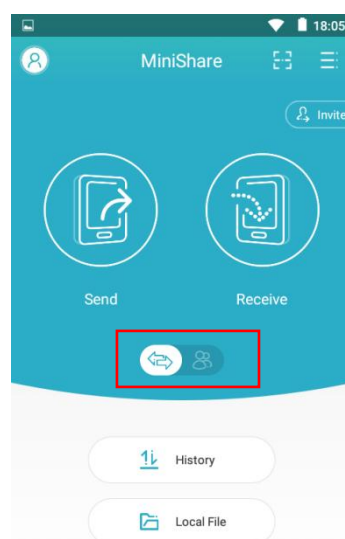 18:05
MiniShare
Invite
Send
Receive
History
Local File